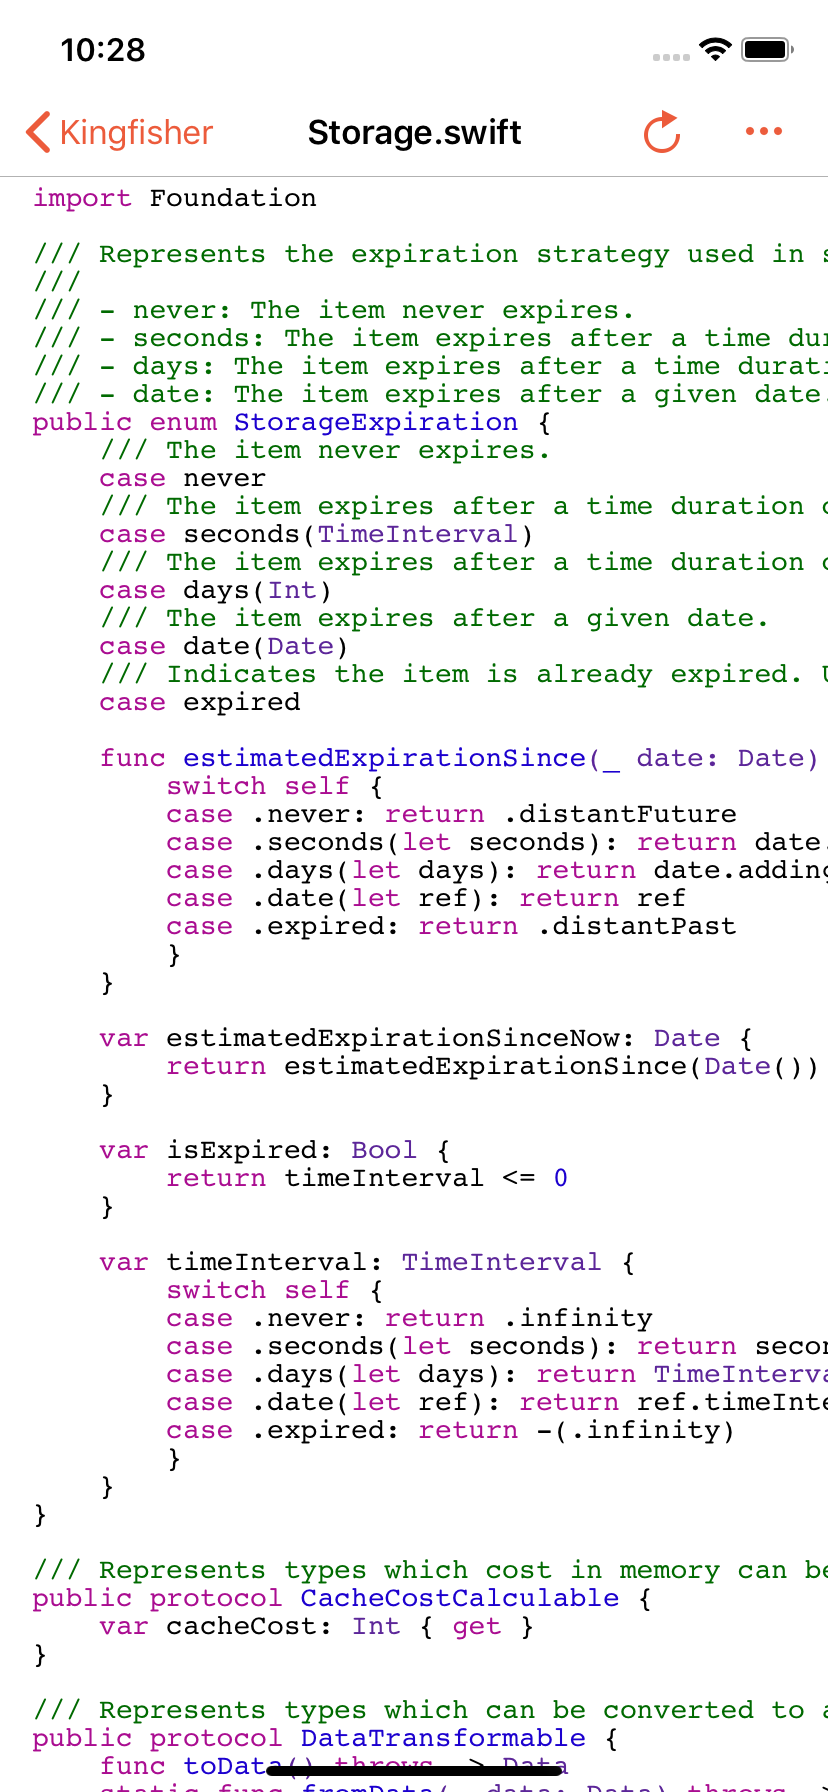 10:28
Kingfisher
Storage.swift
import Foundation
/// Represents the expiration strategy used in
///
/// - never: The item never expires.
/// - seconds: The item expires after a time
/// - days: The item expires after a time
/// - date: The item expires after a given date.
public enum StorageExpiration {
/// The item never expires.
case never
/// The item expires after a time duration
case seconds(TimeInterval)
/// The item expires after a time duration
case days(Int)
/// The item expires after a given date.
case date(Date)
/// Indicates the item is already expired.
case expired
func estimatedExpirationSince(_ date: Date)
switch self {
case .never: return .distantFuture
case .seconds(let seconds): return date.
case .days(let days): return date.adding
case .date(let ref): return ref
case .expired: return .distantPast
}
}
var estimatedExpirationSinceNow: Date {
return estimatedExpirationSince(Date())
}
var isExpired: Bool {
return timeInterval <= 0
}
var timeInterval: TimeInterval {
switch self {
case .never: return .infinity
case .seconds(let seconds): return
case .days(let days): return
case .date(let ref): return
case .expired: return -(.infinity)
}
}
}
/// Represents types which cost in memory can
public protocol CacheCostCalculable {
var cacheCost: Int { get }
}
/// Represents types which can be converted to
public protocol DataTransformable {
func toData() throws -> Data